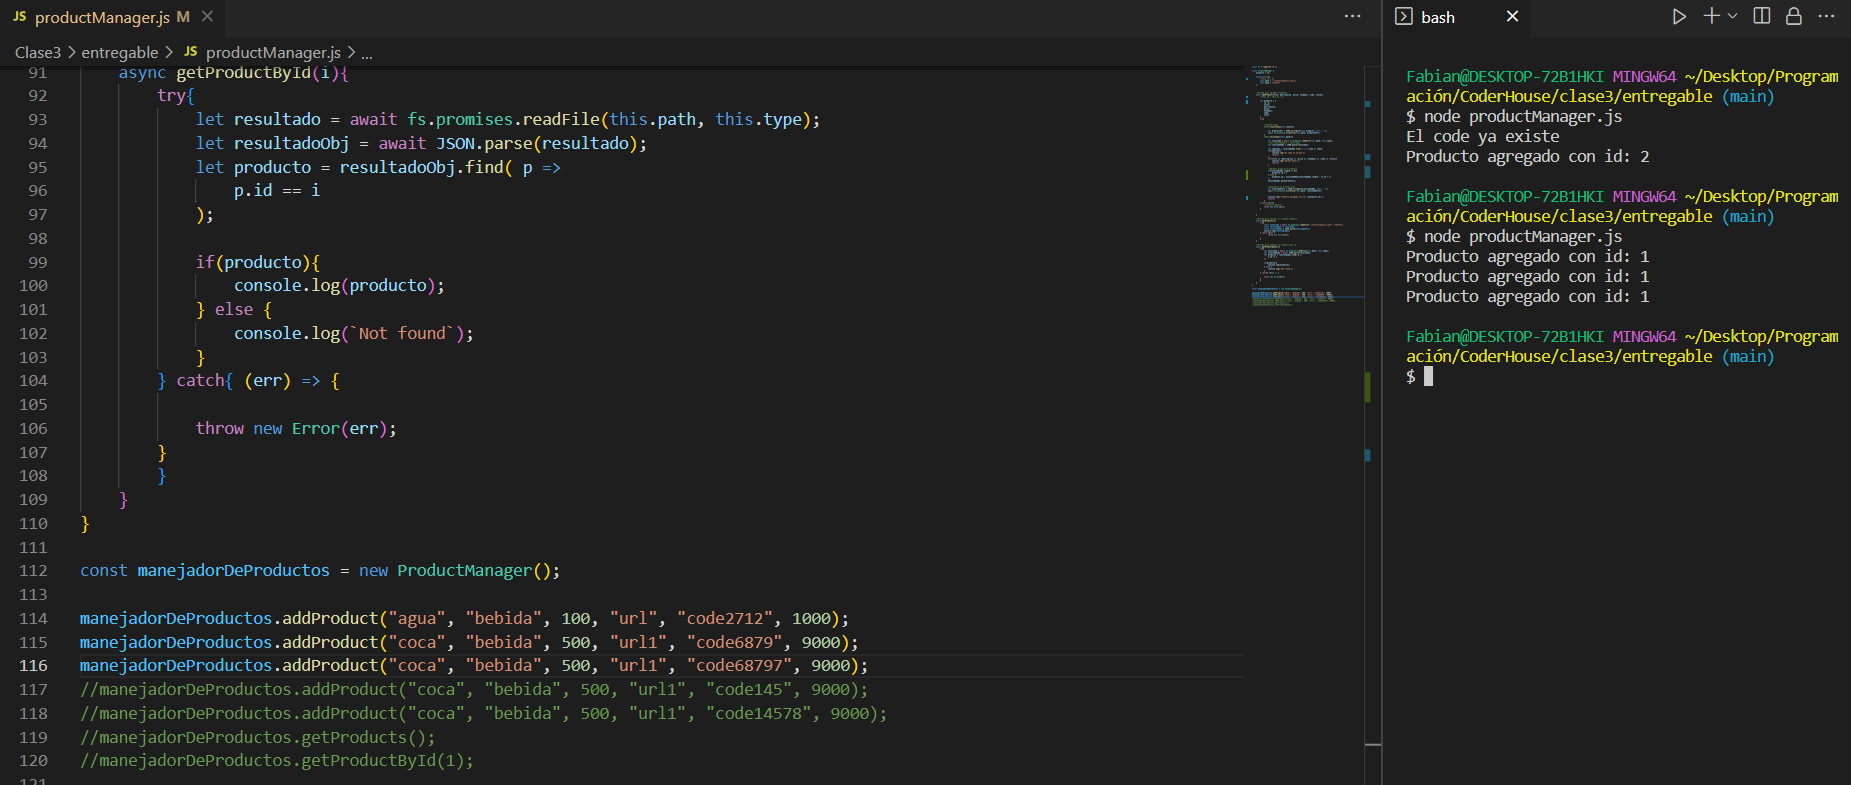 JS productManager.js M
Clase3 > entregable > JS productManager.js > ...
91 async getProductById(i){
92 try{
93 let resultado = await fs.promises.readFile(this.path, this.type);
94 let resultadoObj = await JSON.parse(resultado);
95 let producto = resultadoObj.find( p =>
96 p.id == i
97 );
98
99 if(producto){
100 console.log(producto);
101 } else {
102 console.log(`Not found`);
103 }
104 } catch{ (err) => {
105
106 throw new Error(err);
107 }
108 }
109 }
110 }
111
112 const manejadorDeProductos = new ProductManager();
113
114 manejadorDeProductos.addProduct("agua", "bebida", 100, "url", "code2712", 1000);
115 manejadorDeProductos.addProduct("coca", "bebida", 500, "url1", "code6879", 9000);
116 manejadorDeProductos.addProduct("coca", "bebida", 500, "url1", "code68797", 9000);
117 //manejadorDeProductos.addProduct("coca", "bebida", 500, "url1", "code145", 9000);
118 //manejadorDeProductos.addProduct("coca", "bebida", 500, "url1", "code14578", 9000);
119 //manejadorDeProductos.getProducts();
120 //manejadorDeProductos.getProductById(1);
121
bash
Fabian@DESKTOP-72B1HKI MINGW64 ~/Desktop/Program
ación/CoderHouse/clase3/entregable (main)
$ node productManager.js
El code ya existe
Producto agregado con id: 2
Fabian@DESKTOP-72B1HKI MINGW64 ~/Desktop/Program
ación/CoderHouse/clase3/entregable (main)
$ node productManager.js
Producto agregado con id: 1
Producto agregado con id: 1
Producto agregado con id: 1
Fabian@DESKTOP-72B1HKI MINGW64 ~/Desktop/Program
ación/CoderHouse/clase3/entregable (main)
$